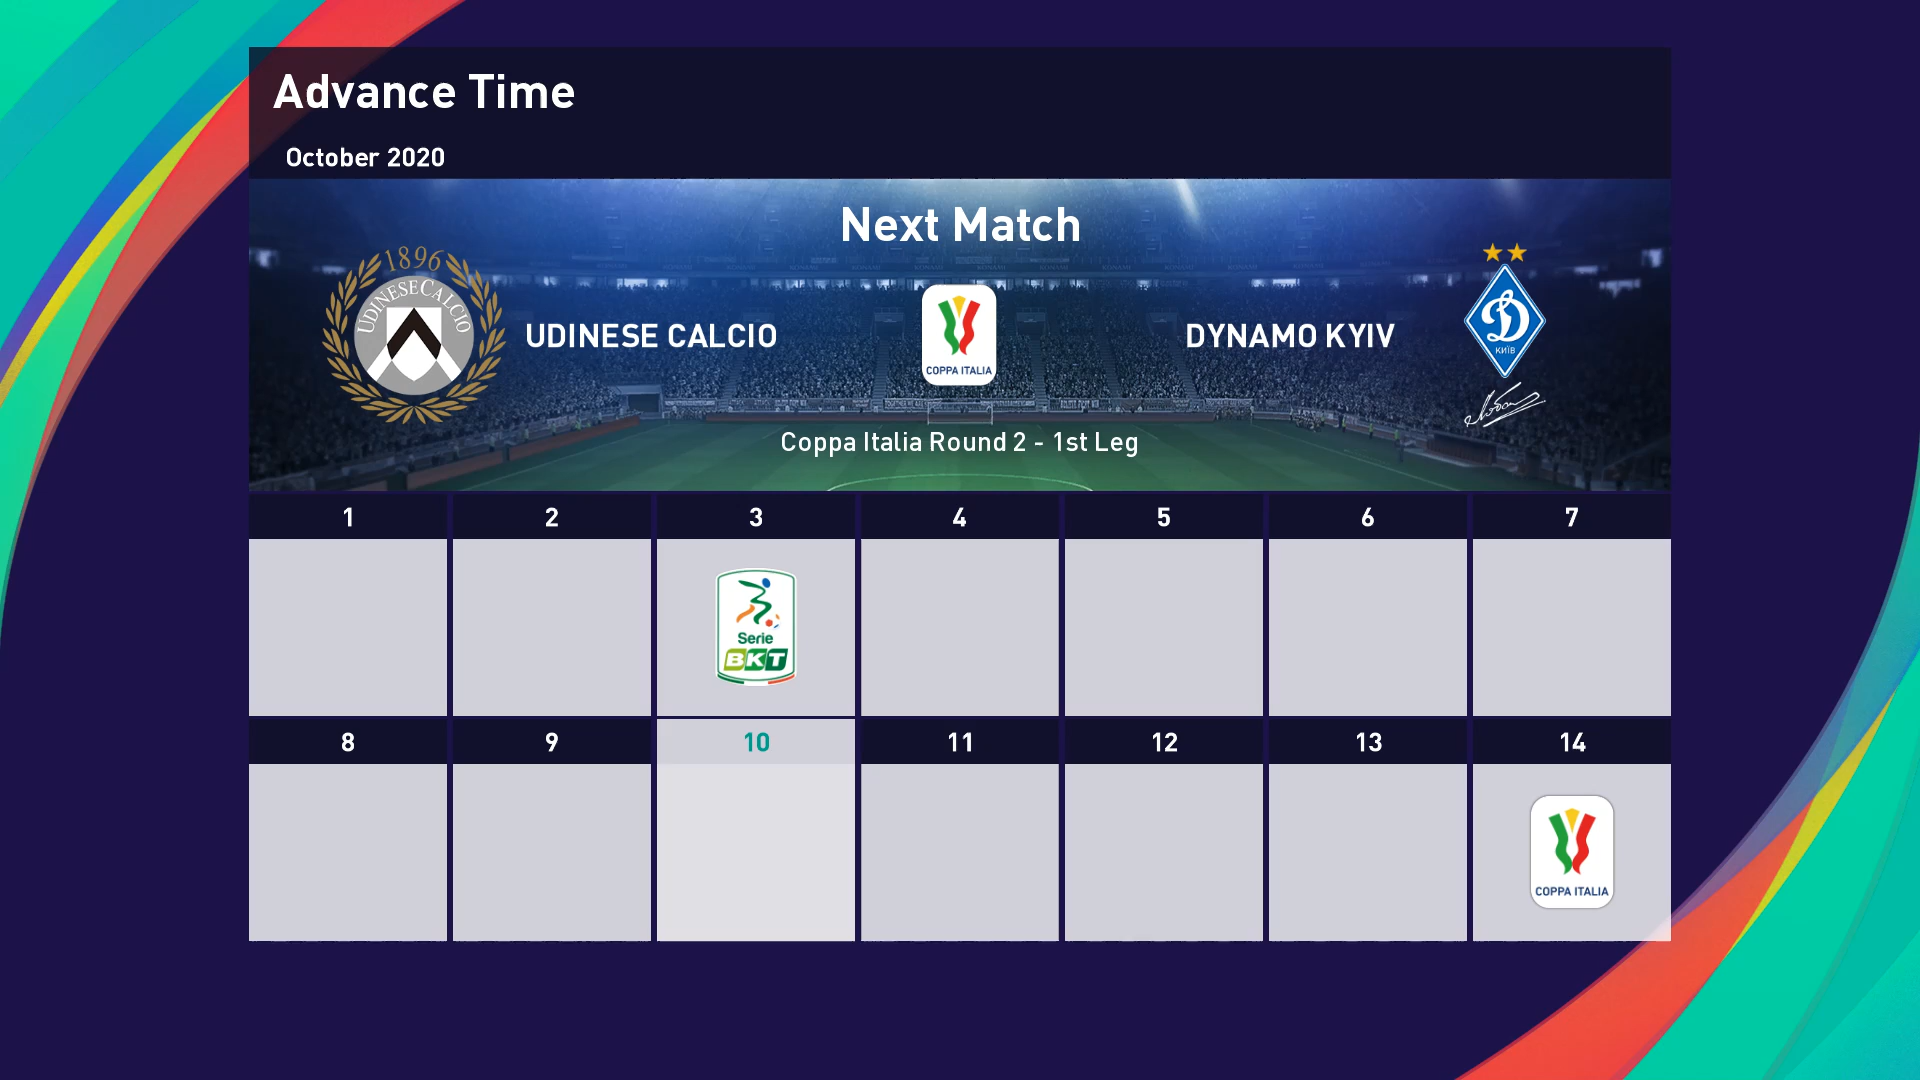 Advance Time
October 2020
Next Match
1896
UDINESE CALCIO
UDINESE CALCIO
COPPA ITALIA
DYNAMO KYIV
КИЇВ
Coppa Italia Round 2 - 1st Leg
1 2 3 4 5 6 7
Serie
BKT
8 9 10 11 12 13 14
COPPA ITALIA